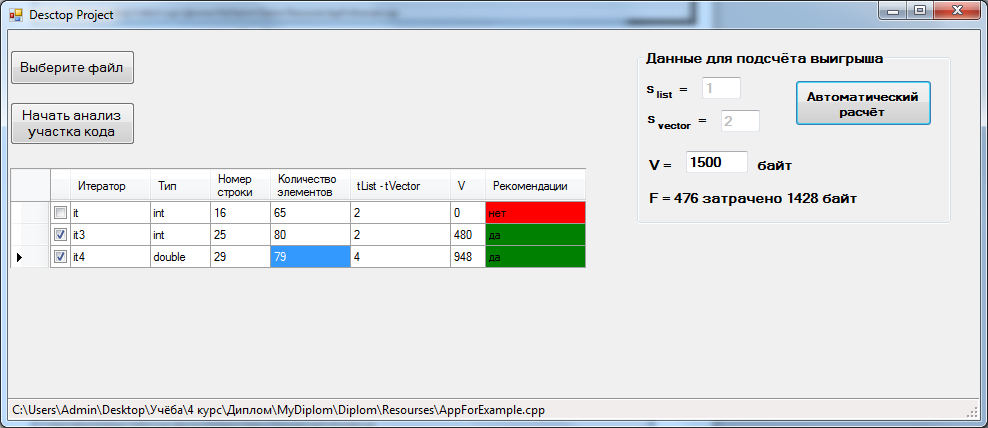 Desctop Project
Выберите файл
Начать анализ
участка кода
Данные для подсчёта выигрыша
s list = 1
s vector = 2
Автоматический
расчёт
V = 1500 байт
F = 476 затрачено 1428 байт
Итератор Тип Номер строки Количество элементов tList - tVector V Рекомендации
it int 16 65 2 0 нет
it3 int 25 80 2 480 да
it4 double 29 79 4 948 да
C:\Users\Admin\Desktop\Учёба\4 курс\Диплом\MyDiplom\Diplom\Resourses\AppForExample.cpp